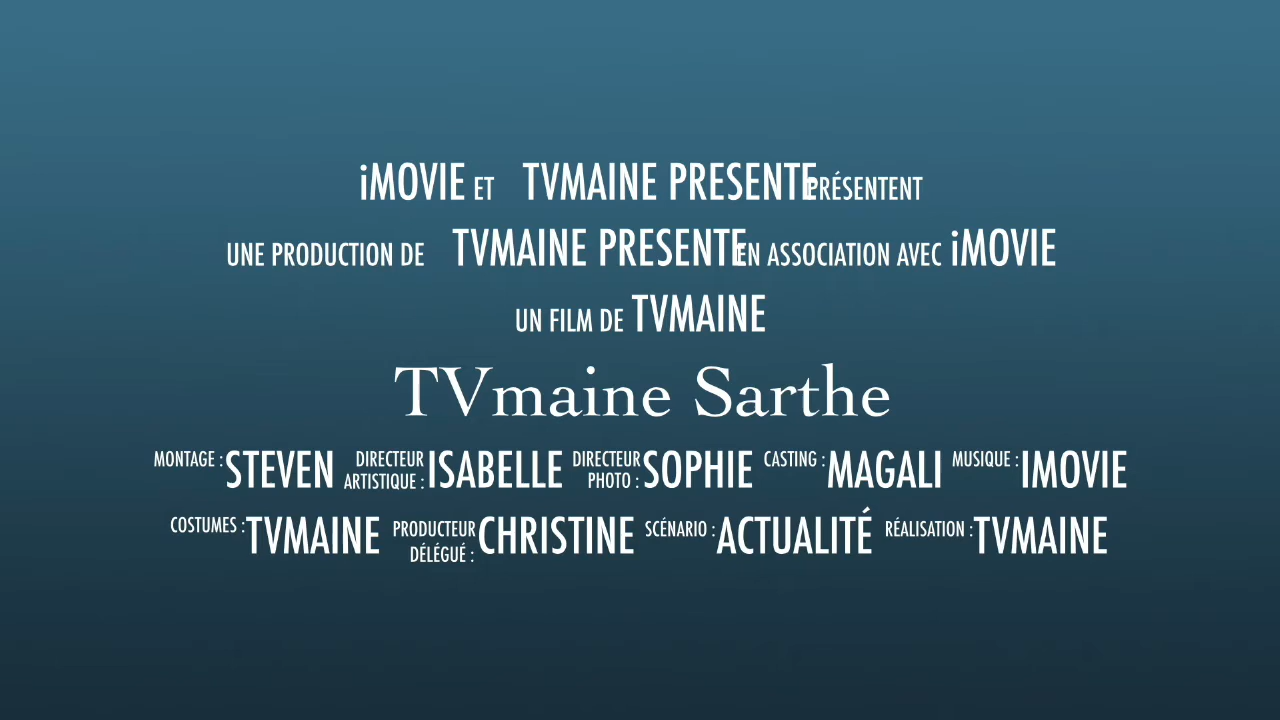 iMOVIE ET TVMAINE PRESENTE PRÉSENTENT
UNE PRODUCTION DE TVMAINE PRESENTE EN ASSOCIATION AVEC iMOVIE
UN FILM DE TVMAINE
TVmaine Sarthe
MONTAGE : STEVEN DIRECTEUR ARTISTIQUE : ISABELLE DIRECTEUR PHOTO : SOPHIE CASTING : MAGALI MUSIQUE : IMOVIE
COSTUMES : TVMAINE PRODUCTEUR DÉLÉGUÉ : CHRISTINE SCÉNARIO : ACTUALITÉ RÉALISATION : TVMAINE